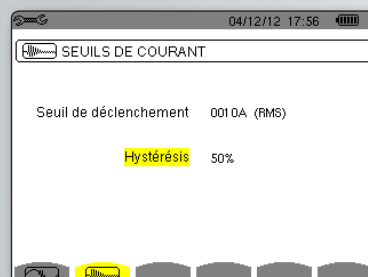 04/12/12 17:56
SEUILS DE COURANT
Seuil de déclenchement 0010A (RMS)
Hystérésis 50%